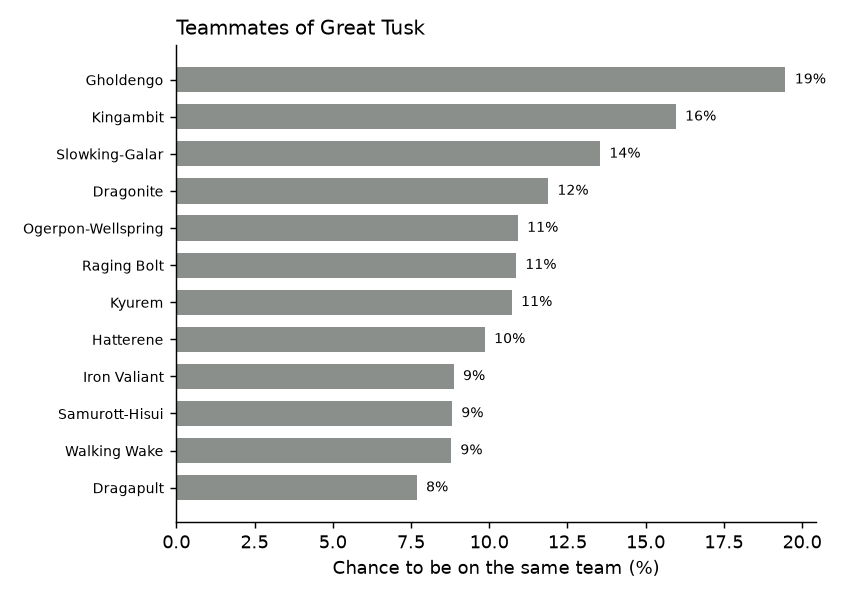 Teammates of Great Tusk
Gholdengo 19%
Kingambit 16%
Slowking-Galar 14%
Dragonite 12%
Ogerpon-Wellspring 11%
Raging Bolt 11%
Kyurem 11%
Hatterene 10%
Iron Valiant 9%
Samurott-Hisui 9%
Walking Wake 9%
Dragapult 8%
0.0 2.5 5.0 7.5 10.0 12.5 15.0 17.5 20.0
Chance to be on the same team (%)